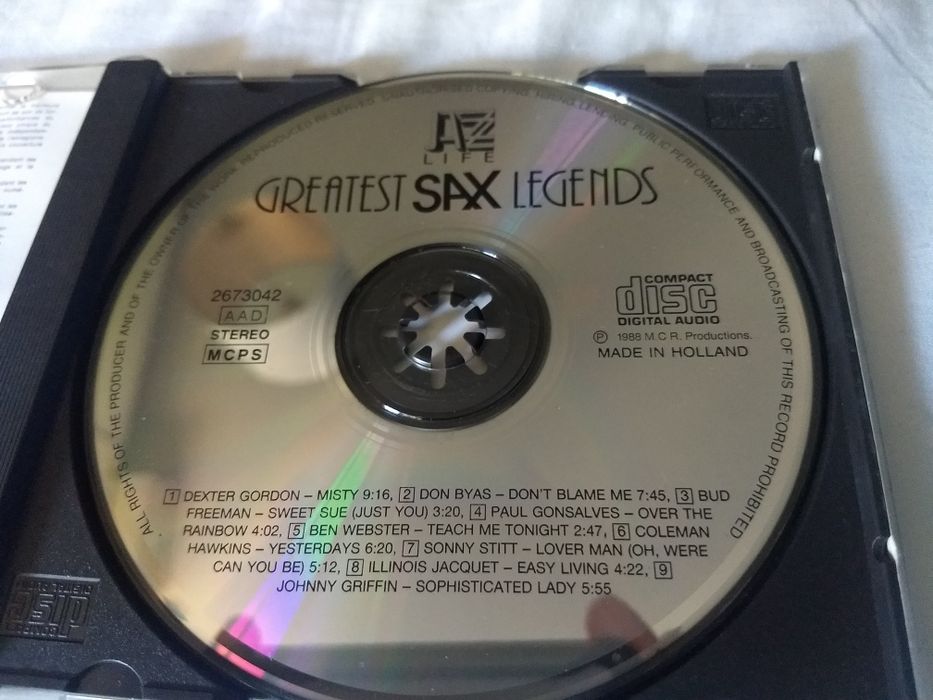 ALL RIGHTS OF THE PRODUCER AND OF THE OWNER OF THE WORK REPRODUCED RESERVED. UNAUTHORISED COPYING, HIRING, LENDING, PUBLIC PERFORMANCE AND BROADCASTING OF THIS RECORD PROHIBITED
LIFE
GREATEST SAX LEGENDS
2673042
AAD
STEREO
MCPS
COMPACT
disc
DIGITAL AUDIO
Ⓟ 1988 M.C.R. Productions.
MADE IN HOLLAND
1 DEXTER GORDON – MISTY 9:16, 2 DON BYAS – DON'T BLAME ME 7:45, 3 BUD
FREEMAN – SWEET SUE (JUST YOU) 3:20, 4 PAUL GONSALVES – OVER THE
RAINBOW 4:02, 5 BEN WEBSTER – TEACH ME TONIGHT 2:47, 6 COLEMAN
HAWKINS – YESTERDAYS 6:20, 7 SONNY STITT – LOVER MAN (OH, WERE
CAN YOU BE) 5:12, 8 ILLINOIS JACQUET – EASY LIVING 4:22, 9
JOHNNY GRIFFIN – SOPHISTICATED LADY 5:55
disc